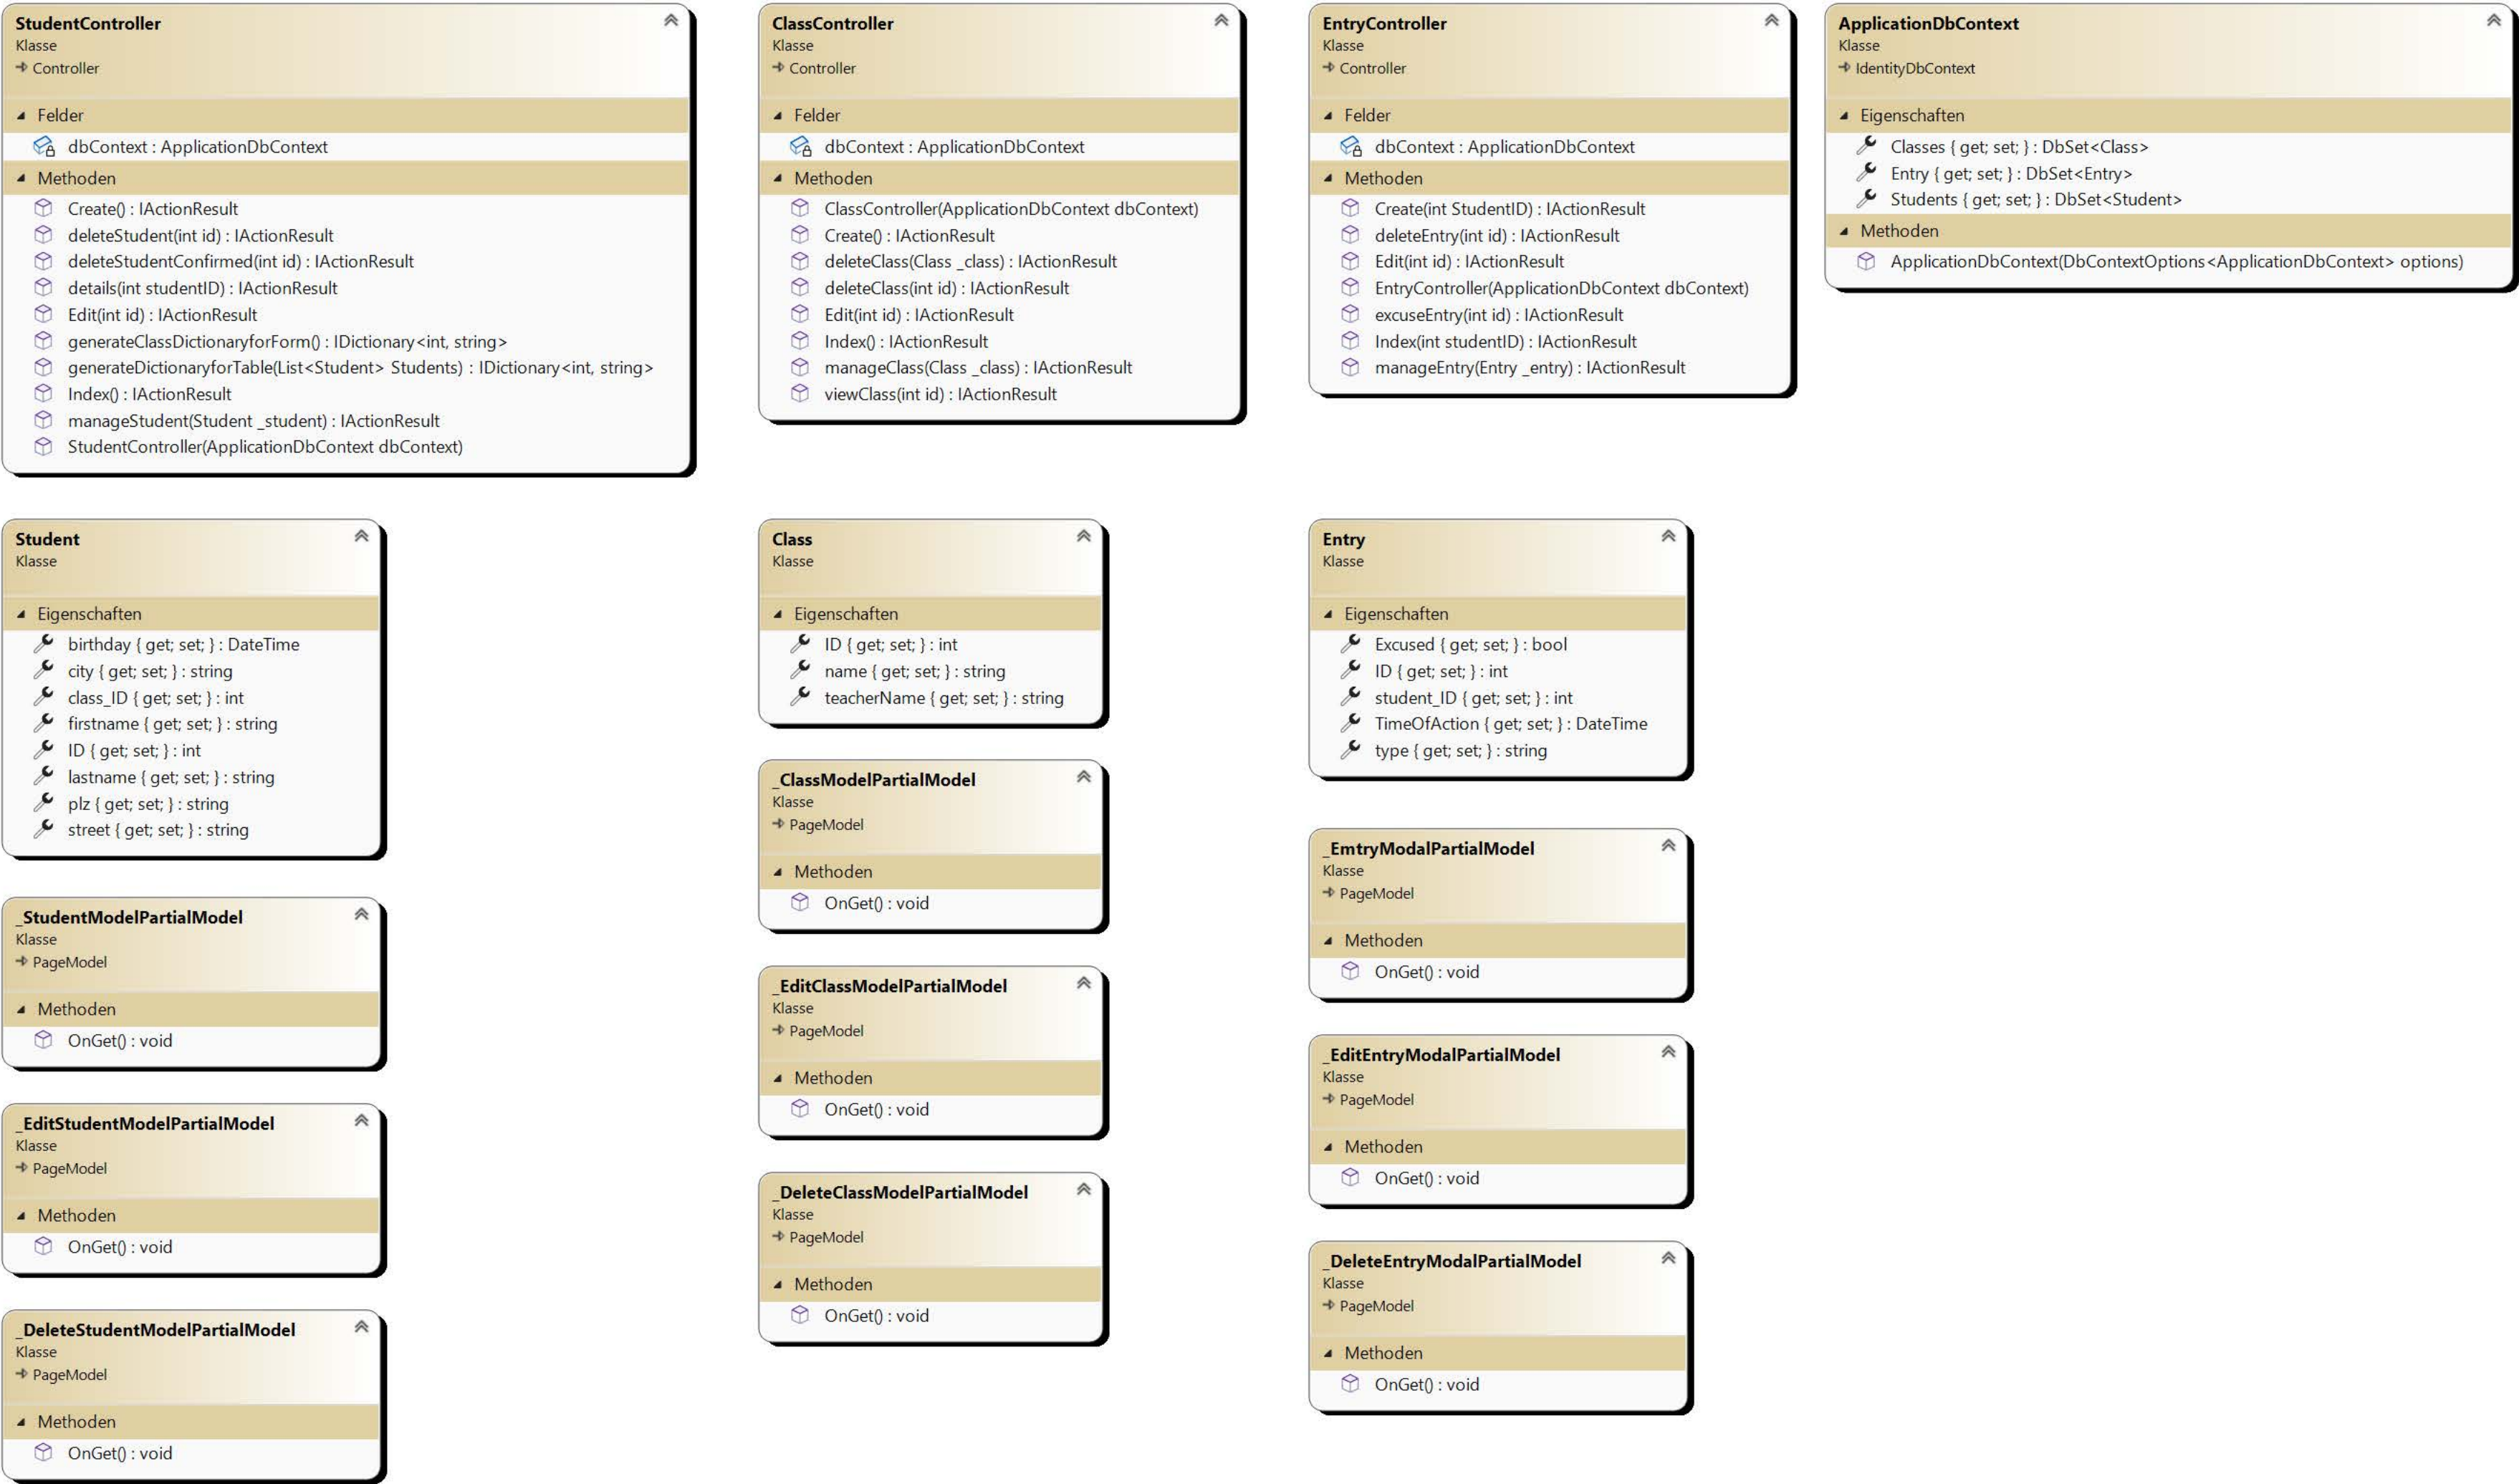 StudentController
Klasse
Controller
Felder
dbContext : ApplicationDbContext
Methoden
Create() : IActionResult
deleteStudent(int id) : IActionResult
deleteStudentConfirmed(int id) : IActionResult
details(int studentID) : IActionResult
Edit(int id) : IActionResult
generateClassDictionaryforForm() : IDictionary<int, string>
generateDictionaryforTable(List<Student> Students) : IDictionary<int, string>
Index() : IActionResult
manageStudent(Student _student) : IActionResult
StudentController(ApplicationDbContext dbContext)
ClassController
Klasse
Controller
Felder
dbContext : ApplicationDbContext
Methoden
ClassController(ApplicationDbContext dbContext)
Create() : IActionResult
deleteClass(Class _class) : IActionResult
deleteClass(int id) : IActionResult
Edit(int id) : IActionResult
Index() : IActionResult
manageClass(Class _class) : IActionResult
viewClass(int id) : IActionResult
EntryController
Klasse
Controller
Felder
dbContext : ApplicationDbContext
Methoden
Create(int StudentID) : IActionResult
deleteEntry(int id) : IActionResult
Edit(int id) : IActionResult
EntryController(ApplicationDbContext dbContext)
excuseEntry(int id) : IActionResult
Index(int studentID) : IActionResult
manageEntry(Entry _entry) : IActionResult
ApplicationDbContext
Klasse
IdentityDbContext
Eigenschaften
Classes { get; set; } : DbSet<Class>
Entry { get; set; } : DbSet<Entry>
Students { get; set; } : DbSet<Student>
Methoden
ApplicationDbContext(DbContextOptions<ApplicationDbContext> options)
Student
Klasse
Eigenschaften
birthday { get; set; } : DateTime
city { get; set; } : string
class_ID { get; set; } : int
firstname { get; set; } : string
ID { get; set; } : int
lastname { get; set; } : string
plz { get; set; } : string
street { get; set; } : string
_StudentModelPartialModel
Klasse
PageModel
Methoden
OnGet() : void
_EditStudentModelPartialModel
Klasse
PageModel
Methoden
OnGet() : void
_DeleteStudentModelPartialModel
Klasse
PageModel
Methoden
OnGet() : void
Class
Klasse
Eigenschaften
ID { get; set; } : int
name { get; set; } : string
teacherName { get; set; } : string
_ClassModelPartialModel
Klasse
PageModel
Methoden
OnGet() : void
_EditClassModelPartialModel
Klasse
PageModel
Methoden
OnGet() : void
_DeleteClassModelPartialModel
Klasse
PageModel
Methoden
OnGet() : void
Entry
Klasse
Eigenschaften
Excused { get; set; } : bool
ID { get; set; } : int
student_ID { get; set; } : int
TimeOfAction { get; set; } : DateTime
type { get; set; } : string
_EmtryModalPartialModel
Klasse
PageModel
Methoden
OnGet() : void
_EditEntryModalPartialModel
Klasse
PageModel
Methoden
OnGet() : void
_DeleteEntryModalPartialModel
Klasse
PageModel
Methoden
OnGet() : void